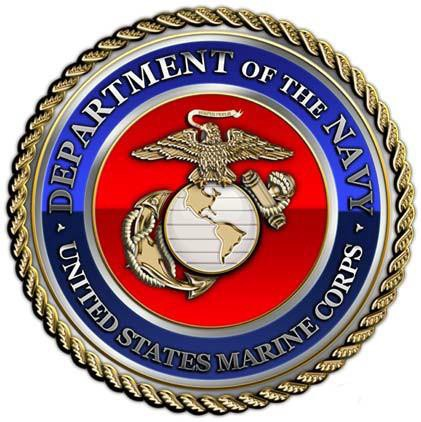 DEPARTMENT OF THE NAVY
UNITED STATES MARINE CORPS